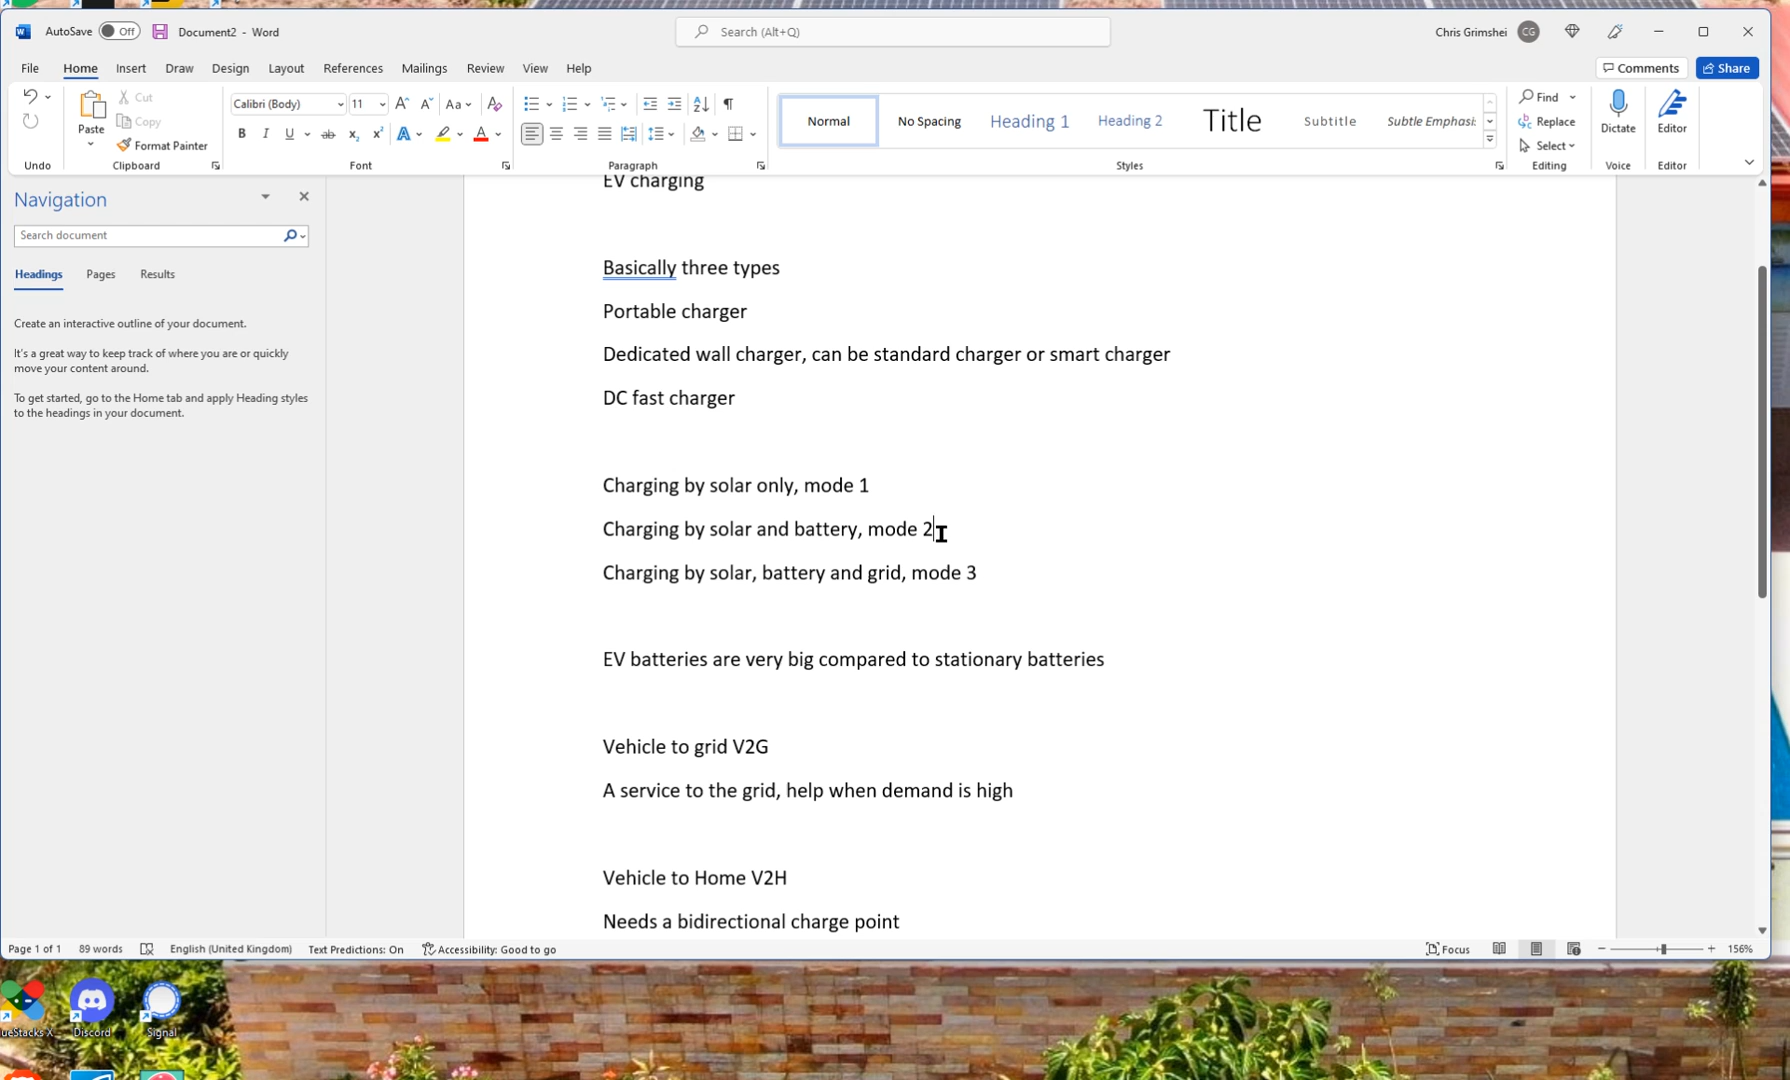 AutoSave Off Document2 - Word Search (Alt+Q) Chris Grimshei CG
File Home Insert Draw Design Layout References Mailings Review View Help Comments Share
Paste Cut Copy Format Painter
Calibri (Body) 11 Aa
B I U ab x₂ x² A A
Normal No Spacing Heading 1 Heading 2 Title Subtitle Subtle Emphasi:
Find Replace Select Dictate Editor
Undo Clipboard Font Paragraph Styles Editing Voice Editor
Navigation
Search document
Headings Pages Results
Create an interactive outline of your document.
It's a great way to keep track of where you are or quickly
move your content around.
To get started, go to the Home tab and apply Heading styles
to the headings in your document.
EV charging
Basically three types
Portable charger
Dedicated wall charger, can be standard charger or smart charger
DC fast charger
Charging by solar only, mode 1
Charging by solar and battery, mode 2
Charging by solar, battery and grid, mode 3
EV batteries are very big compared to stationary batteries
Vehicle to grid V2G
A service to the grid, help when demand is high
Vehicle to Home V2H
Needs a bidirectional charge point
Page 1 of 1 89 words English (United Kingdom) Text Predictions: On Accessibility: Good to go Focus 156%
ueStacks X Discord Signal